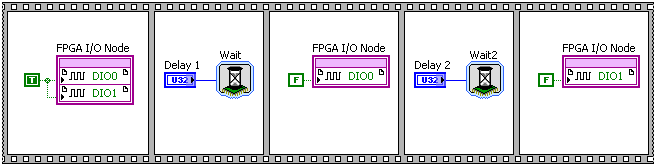 FPGA I/O Node
T
DIO0
DIO1
Delay 1
Wait
U32
FPGA I/O Node
F
DIO0
Delay 2
Wait2
U32
FPGA I/O Node
F
DIO1